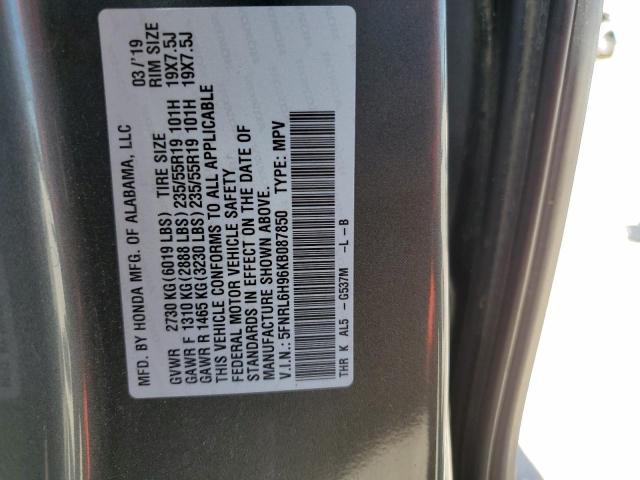 MFD. BY HONDA MFG. OF ALABAMA, LLC 03/'19
GVWR 2730 KG(6019 LBS) TIRE SIZE RIM SIZE
GAWR F 1310 KG(2888 LBS) 235/55R19 101H 19X7.5J
GAWR R 1465 KG(3230 LBS) 235/55R19 101H 19X7.5J
THIS VEHICLE CONFORMS TO ALL APPLICABLE
FEDERAL MOTOR VEHICLE SAFETY
STANDARDS IN EFFECT ON THE DATE OF
MANUFACTURE SHOWN ABOVE.
V.I.N.: 5FNRL6H96KB087850 TYPE: MPV
THR K AL5 - G537M -L-B